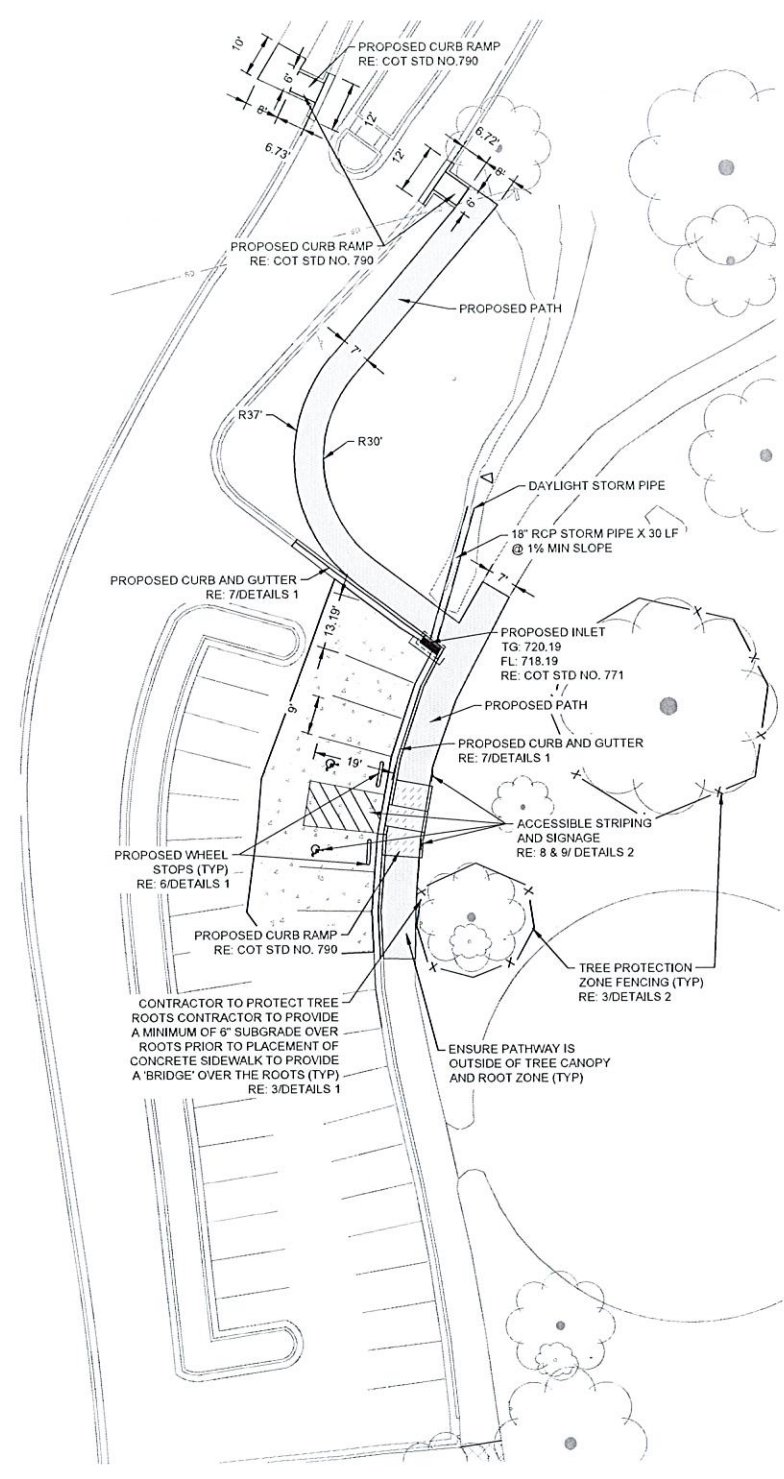 10'
6'
8'
6.73'
12'
PROPOSED CURB RAMP
RE: COT STD NO.790
12'
6.72'
8'
6'
PROPOSED CURB RAMP
RE: COT STD NO. 790
PROPOSED PATH
7'
R37'
R30'
DAYLIGHT STORM PIPE
18" RCP STORM PIPE X 30 LF
@ 1% MIN SLOPE
7'
PROPOSED CURB AND GUTTER
RE: 7/DETAILS 1
13.19'
PROPOSED INLET
TG: 720.19
FL: 718.19
RE: COT STD NO. 771
PROPOSED PATH
9'
PROPOSED CURB AND GUTTER
RE: 7/DETAILS 1
19'
ACCESSIBLE STRIPING
AND SIGNAGE
RE: 8 & 9/ DETAILS 2
PROPOSED WHEEL
STOPS (TYP)
RE: 6/DETAILS 1
PROPOSED CURB RAMP
RE: COT STD NO. 790
TREE PROTECTION
ZONE FENCING (TYP)
RE: 3/DETAILS 2
CONTRACTOR TO PROTECT TREE
ROOTS CONTRACTOR TO PROVIDE
A MINIMUM OF 6" SUBGRADE OVER
ROOTS PRIOR TO PLACEMENT OF
CONCRETE SIDEWALK TO PROVIDE
A 'BRIDGE' OVER THE ROOTS (TYP)
RE: 3/DETAILS 1
ENSURE PATHWAY IS
OUTSIDE OF TREE CANOPY
AND ROOT ZONE (TYP)